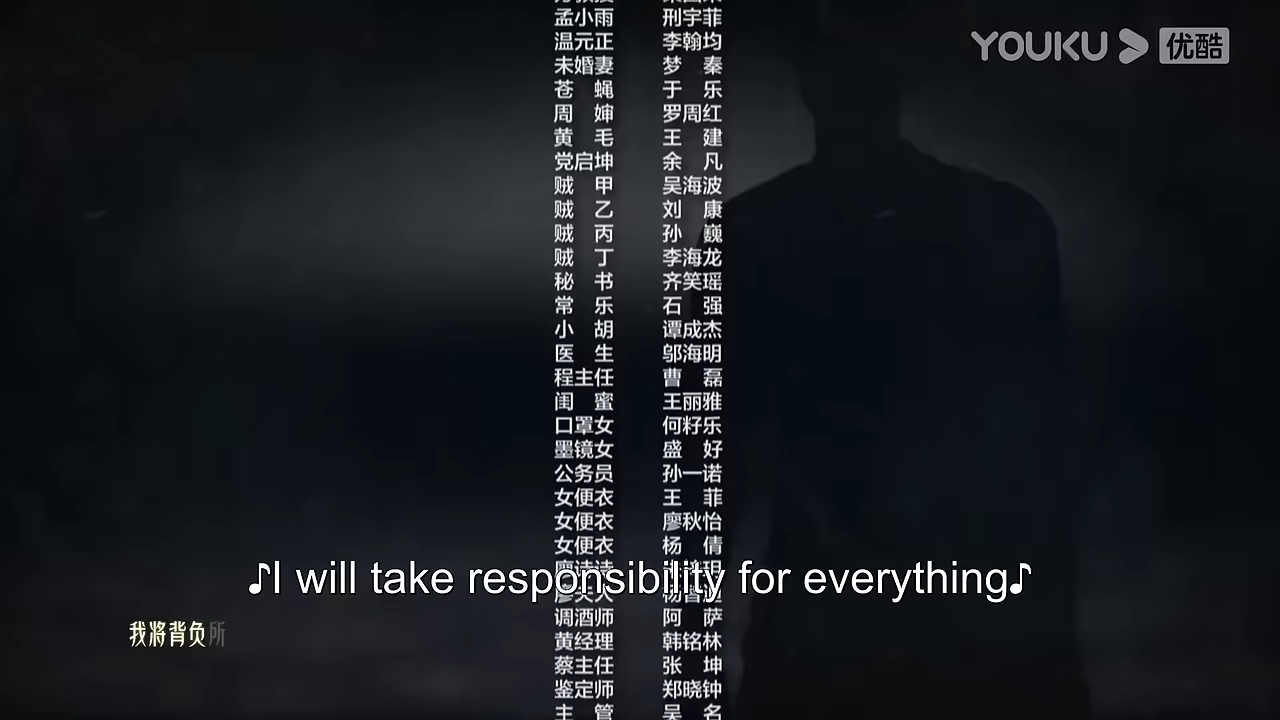 YOUKU 优酷
孟小雨 刑宇菲
温元正 李翰均
未婚妻 梦秦
苍蝇 于乐
周婶 罗周红
黄毛 王建
党启坤 余凡
贼甲 吴海波
贼乙 刘康
贼丙 孙巍
贼丁 李海龙
秘书 齐笑瑶
常乐 石强
小胡 谭成杰
医生 邬海明
程主任 曹磊
闺蜜 王丽雅
口罩女 何籽乐
墨镜女 盛好
公务员 孙一诺
女便衣 王菲
女便衣 廖秋怡
女便衣 杨倩
♪I will take responsibility for everything♪
调酒师 阿萨
我将背负所
黄经理 韩铭林
蔡主任 张坤
鉴定师 郑晓钟
主管 吴名